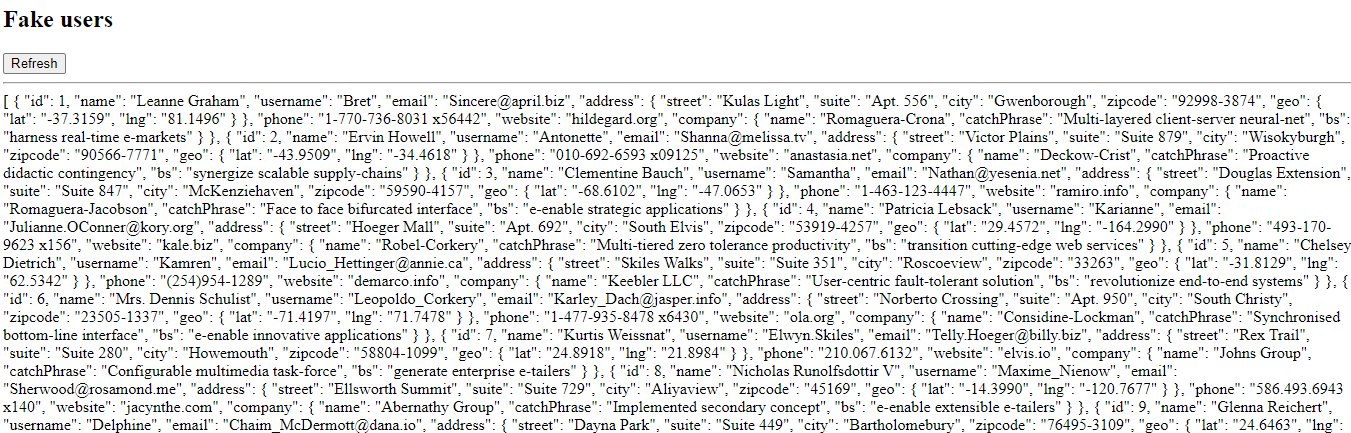 Fake users
Refresh
[ { "id": 1, "name": "Leanne Graham", "username": "Bret", "email": "Sincere@april.biz", "address": { "street": "Kulas Light", "suite": "Apt. 556", "city": "Gwenborough", "zipcode": "92998-3874", "geo": {
"lat": "-37.3159", "lng": "81.1496" } }, "phone": "1-770-736-8031 x56442", "website": "hildegard.org", "company": { "name": "Romaguera-Crona", "catchPhrase": "Multi-layered client-server neural-net", "bs":
"harness real-time e-markets" } }, { "id": 2, "name": "Ervin Howell", "username": "Antonette", "email": "Shanna@melissa.tv", "address": { "street": "Victor Plains", "suite": "Suite 879", "city": "Wisokyburgh",
"zipcode": "90566-7771", "geo": { "lat": "-43.9509", "lng": "-34.4618" } }, "phone": "010-692-6593 x09125", "website": "anastasia.net", "company": { "name": "Deckow-Crist", "catchPhrase": "Proactive
didactic contingency", "bs": "synergize scalable supply-chains" } }, { "id": 3, "name": "Clementine Bauch", "username": "Samantha", "email": "Nathan@yesenia.net", "address": { "street": "Douglas Extension",
"suite": "Suite 847", "city": "McKenziehaven", "zipcode": "59590-4157", "geo": { "lat": "-68.6102", "lng": "-47.0653" } }, "phone": "1-463-123-4447", "website": "ramiro.info", "company": { "name":
"Romaguera-Jacobson", "catchPhrase": "Face to face bifurcated interface", "bs": "e-enable strategic applications" } }, { "id": 4, "name": "Patricia Lebsack", "username": "Karianne", "email":
"Julianne.OConner@kory.org", "address": { "street": "Hoeger Mall", "suite": "Apt. 692", "city": "South Elvis", "zipcode": "53919-4257", "geo": { "lat": "29.4572", "lng": "-164.2990" } }, "phone": "493-170-
9623 x156", "website": "kale.biz", "company": { "name": "Robel-Corkery", "catchPhrase": "Multi-tiered zero tolerance productivity", "bs": "transition cutting-edge web services" } }, { "id": 5, "name": "Chelsey
Dietrich", "username": "Kamren", "email": "Lucio_Hettinger@annie.ca", "address": { "street": "Skiles Walks", "suite": "Suite 351", "city": "Roscoeview", "zipcode": "33263", "geo": { "lat": "-31.8129", "lng":
"62.5342" } }, "phone": "(254)954-1289", "website": "demarco.info", "company": { "name": "Keebler LLC", "catchPhrase": "User-centric fault-tolerant solution", "bs": "revolutionize end-to-end systems" } }, {
"id": 6, "name": "Mrs. Dennis Schulist", "username": "Leopoldo_Corkery", "email": "Karley_Dach@jasper.info", "address": { "street": "Norberto Crossing", "suite": "Apt. 950", "city": "South Christy",
"zipcode": "23505-1337", "geo": { "lat": "-71.4197", "lng": "71.7478" } }, "phone": "1-477-935-8478 x6430", "website": "ola.org", "company": { "name": "Considine-Lockman", "catchPhrase": "Synchronised
bottom-line interface", "bs": "e-enable innovative applications" } }, { "id": 7, "name": "Kurtis Weissnat", "username": "Elwyn.Skiles", "email": "Telly.Hoeger@billy.biz", "address": { "street": "Rex Trail",
"suite": "Suite 280", "city": "Howemouth", "zipcode": "58804-1099", "geo": { "lat": "24.8918", "lng": "21.8984" } }, "phone": "210.067.6132", "website": "elvis.io", "company": { "name": "Johns Group",
"catchPhrase": "Configurable multimedia task-force", "bs": "generate enterprise e-tailers" } }, { "id": 8, "name": "Nicholas Runolfsdottir V", "username": "Maxime_Nienow", "email":
"Sherwood@rosamond.me", "address": { "street": "Ellsworth Summit", "suite": "Suite 729", "city": "Aliyaview", "zipcode": "45169", "geo": { "lat": "-14.3990", "lng": "-120.7677" } }, "phone": "586.493.6943
x140", "website": "jacynthe.com", "company": { "name": "Abernathy Group", "catchPhrase": "Implemented secondary concept", "bs": "e-enable extensible e-tailers" } }, { "id": 9, "name": "Glenna Reichert",
"username": "Delphine", "email": "Chaim_McDermott@dana.io", "address": { "street": "Dayna Park", "suite": "Suite 449", "city": "Bartholomebury", "zipcode": "76495-3109", "geo": { "lat": "24.6463", "lng":